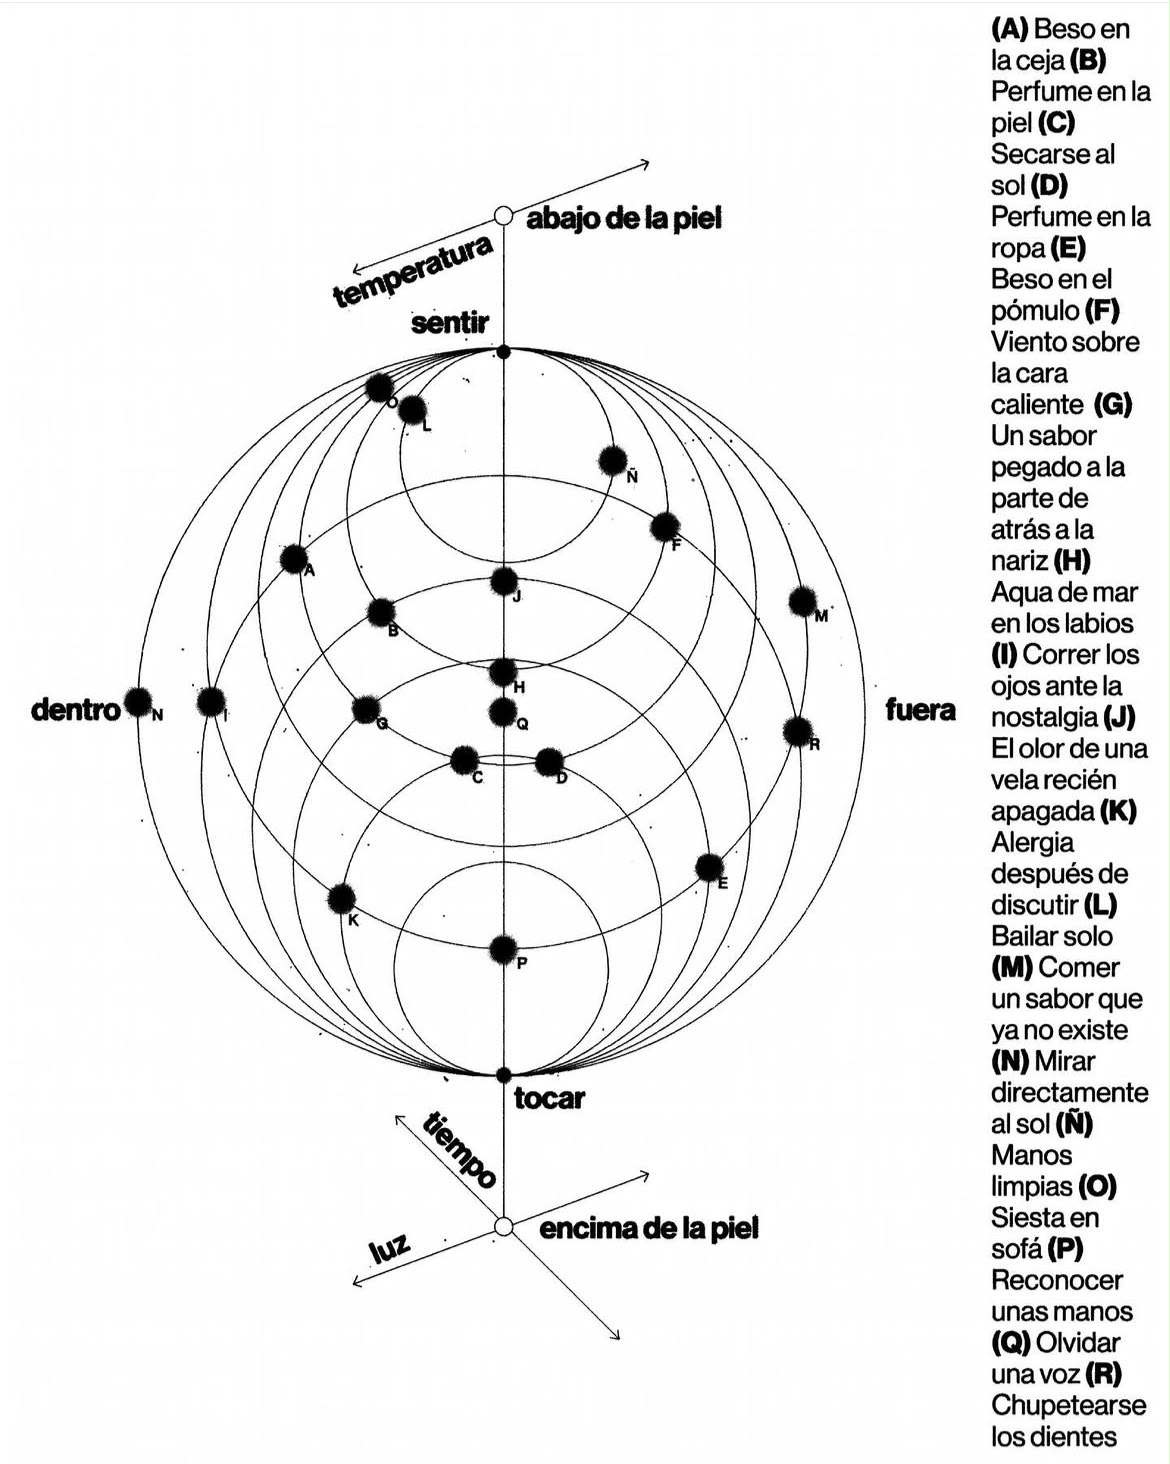 abajo de la piel
temperatura
sentir
O
L
Ñ
F
A
J
B
M
H
dentro
N
I
G
Q
fuera
R
C
D
E
K
P
tocar
tiempo
encima de la piel
luz
(A) Beso en
la ceja (B)
Perfume en la
piel (C)
Secarse al
sol (D)
Perfume en la
ropa (E)
Beso en el
pómulo (F)
Viento sobre
la cara
caliente (G)
Un sabor
pegado a la
parte de
atrás a la
nariz (H)
Aqua de mar
en los labios
(I) Correr los
ojos ante la
nostalgia (J)
El olor de una
vela recién
apagada (K)
Alergia
después de
discutir (L)
Bailar solo
(M) Comer
un sabor que
ya no existe
(N) Mirar
directamente
al sol (Ñ)
Manos
limpias (O)
Siesta en
sofá (P)
Reconocer
unas manos
(Q) Olvidar
una voz (R)
Chupetearse
los dientes